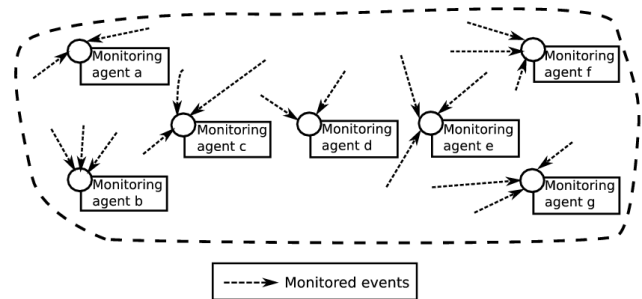 Monitoring
agent a
Monitoring
agent f
Monitoring
agent c
Monitoring
agent d
Monitoring
agent e
Monitoring
agent b
Monitoring
agent g
Monitored events